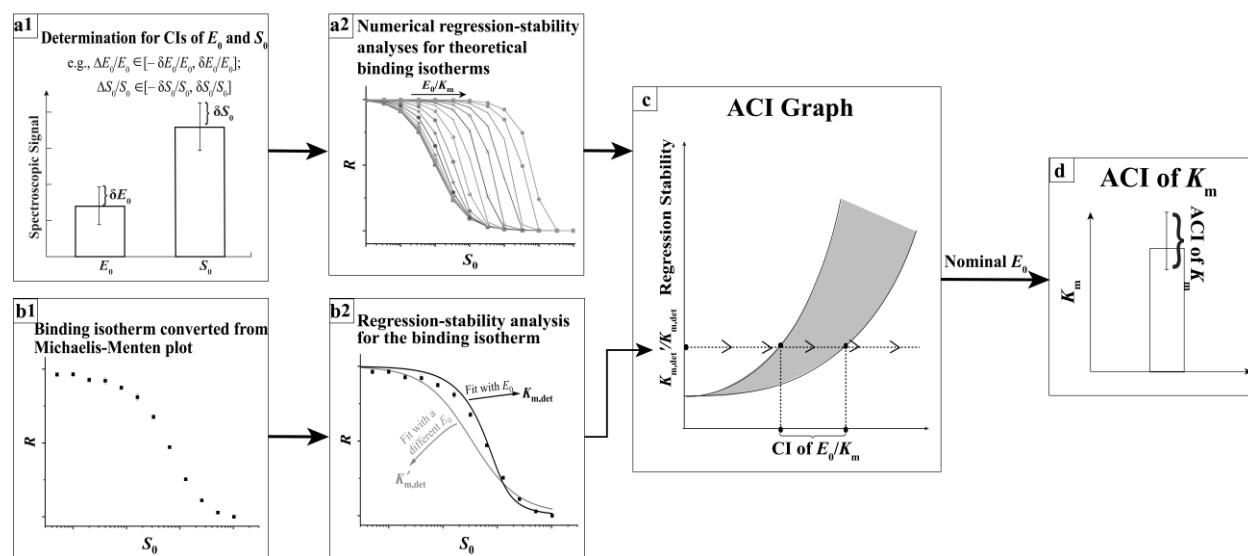 a1
Determination for CIs of E₀ and S₀
e.g., ΔE₀/E₀ ∈[− δE₀/E₀, δE₀/E₀];
ΔS₀/S₀ ∈[− δS₀/S₀, δS₀/S₀]
Spectroscopic Signal
δE₀
δS₀
E₀
S₀
a2
Numerical regression-stability
analyses for theoretical
binding isotherms
E₀/Kₘ
R
S₀
b1
Binding isotherm converted from
Michaelis-Menten plot
R
S₀
b2
Regression-stability analysis
for the binding isotherm
Fit with E₀
K_m,det
Fit with a
different E₀
K'_m,det
R
S₀
c
ACI Graph
Regression Stability
K_m,det'/K_m,det
CI of E₀/Kₘ
Nominal E₀
d
ACI of Kₘ
ACI of Kₘ
Kₘ